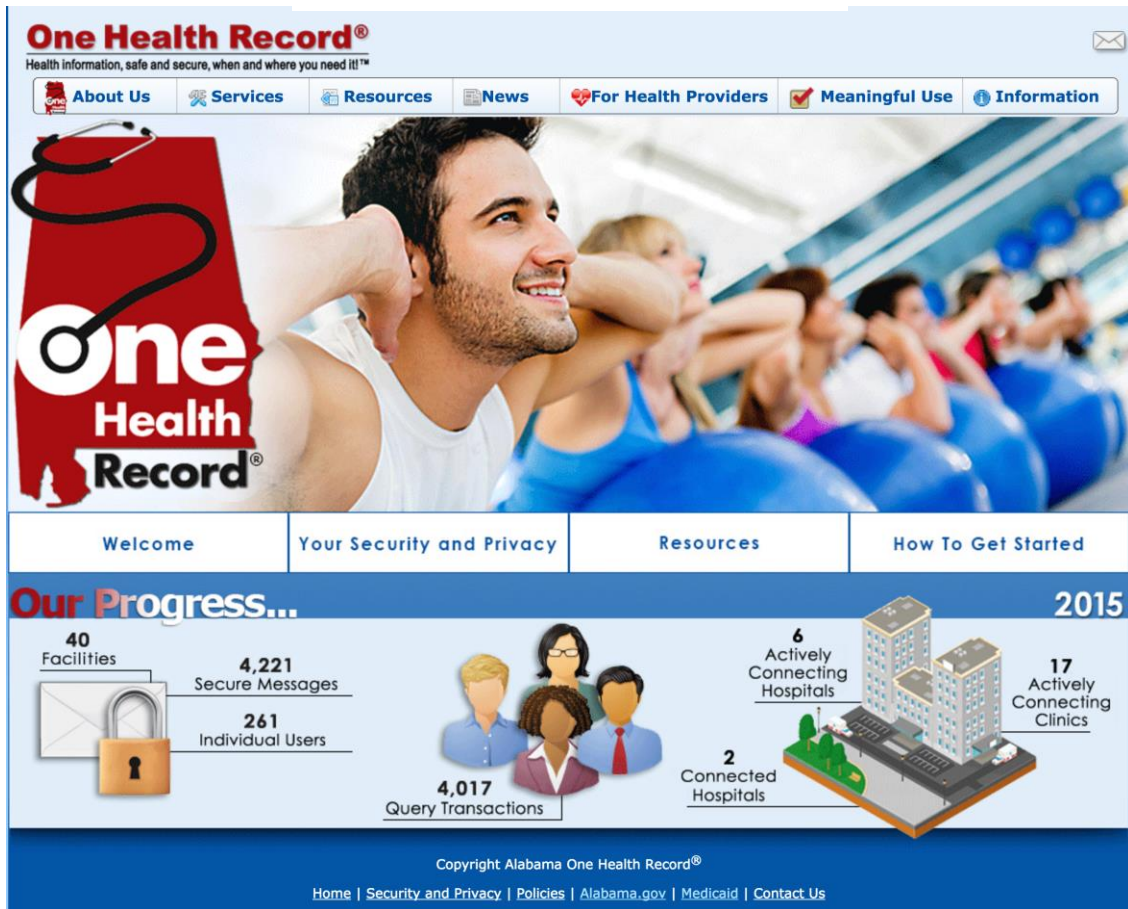 One Health Record®
Health information, safe and secure, when and where you need it!™
One About Us Services Resources News For Health Providers Meaningful Use Information
One
Health
Record®
Welcome Your Security and Privacy Resources How To Get Started
Our Progress... 2015
40
Facilities
4,221
Secure Messages
261
Individual Users
4,017
Query Transactions
6
Actively
Connecting
Hospitals
2
Connected
Hospitals
17
Actively
Connecting
Clinics
Copyright Alabama One Health Record®
Home | Security and Privacy | Policies | Alabama.gov | Medicaid | Contact Us